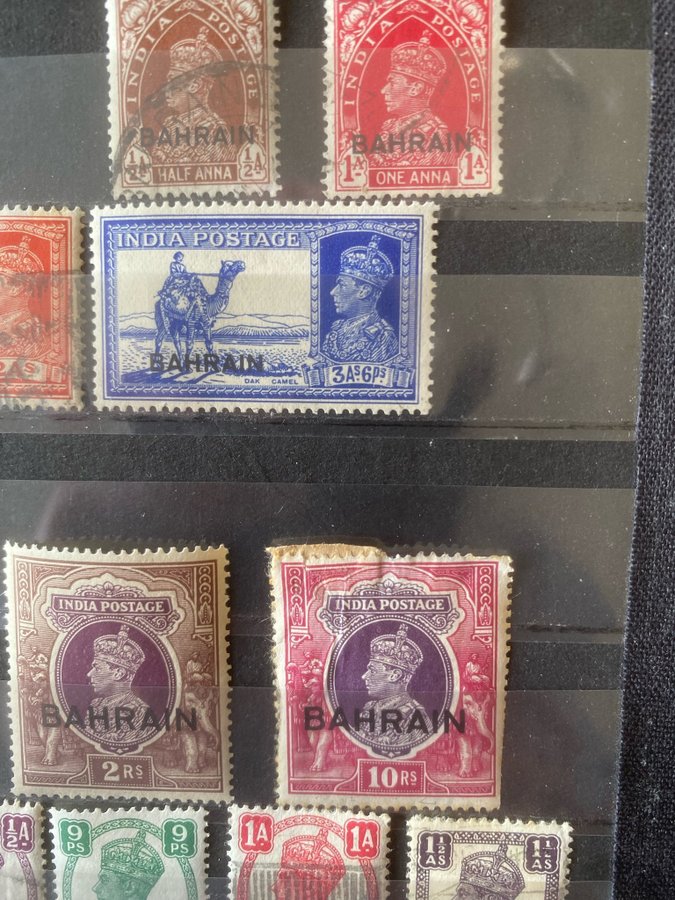 INDIA POSTAGE
BAHRAIN
½A HALF ANNA ½A
INDIA POSTAGE
BAHRAIN
1A ONE ANNA 1A
INDIA POSTAGE
BAHRAIN
DAK CAMEL
3AS6PS
INDIA POSTAGE
BAHRAIN
2RS
INDIA POSTAGE
BAHRAIN
10RS
½A
9PS 9PS
1A 1A
1½AS 1½AS